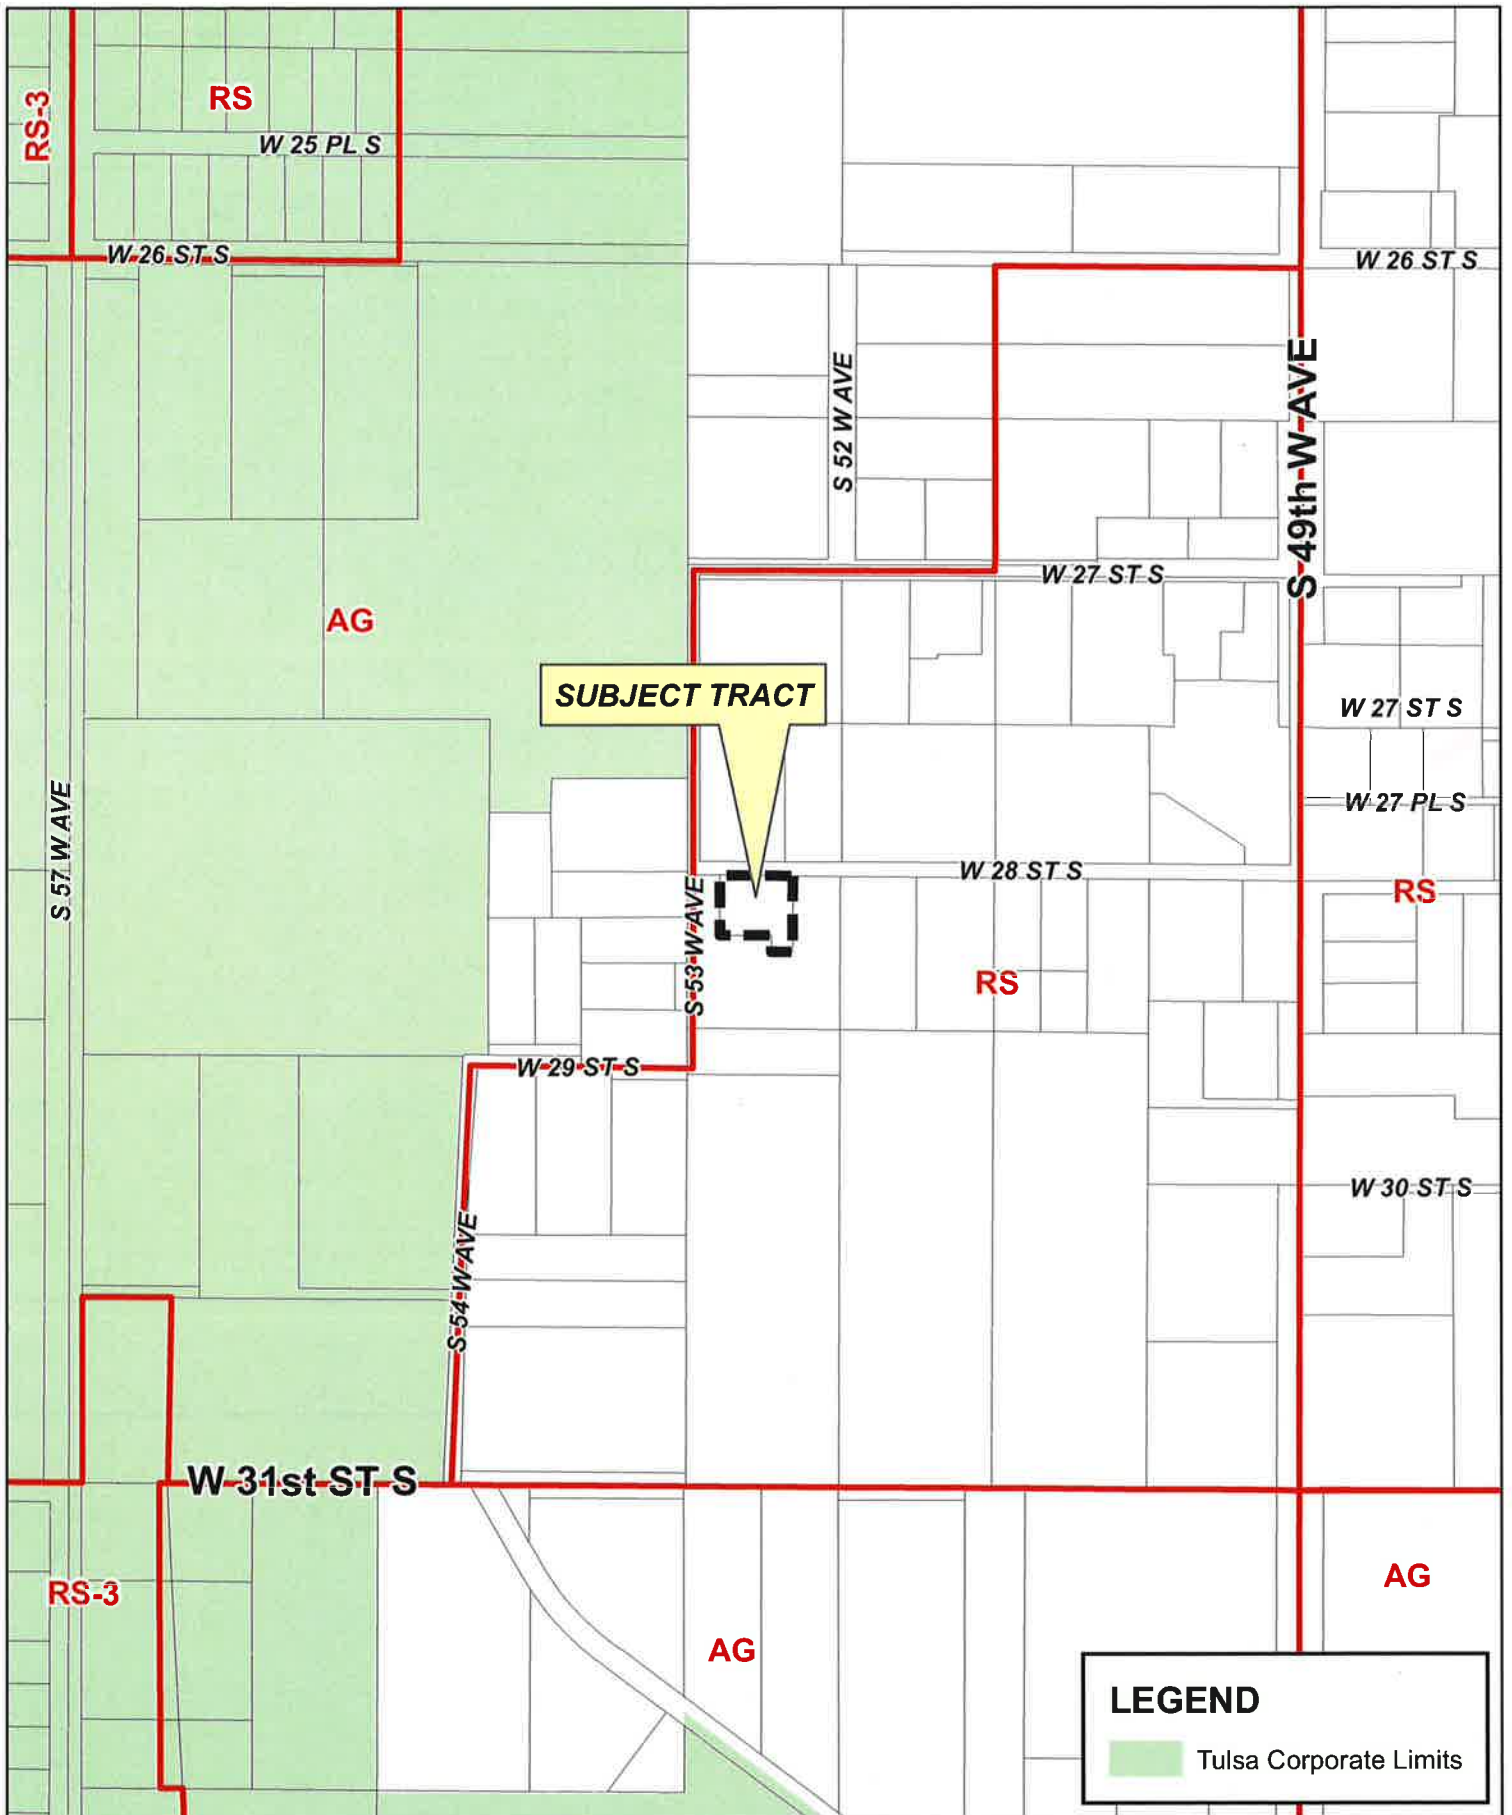 RS-3
RS
W 25 PL S
W 26 ST S
W 26 ST S
S 52 W AVE
S 49th W AVE
W 27 ST S
AG
SUBJECT TRACT
W 27 ST S
W 27 PL S
S 57 W AVE
W 28 ST S
RS
S 53 W AVE
RS
W 29 ST S
W 30 ST S
S 54 W AVE
W 31st ST S
RS-3
AG
AG
LEGEND
Tulsa Corporate Limits